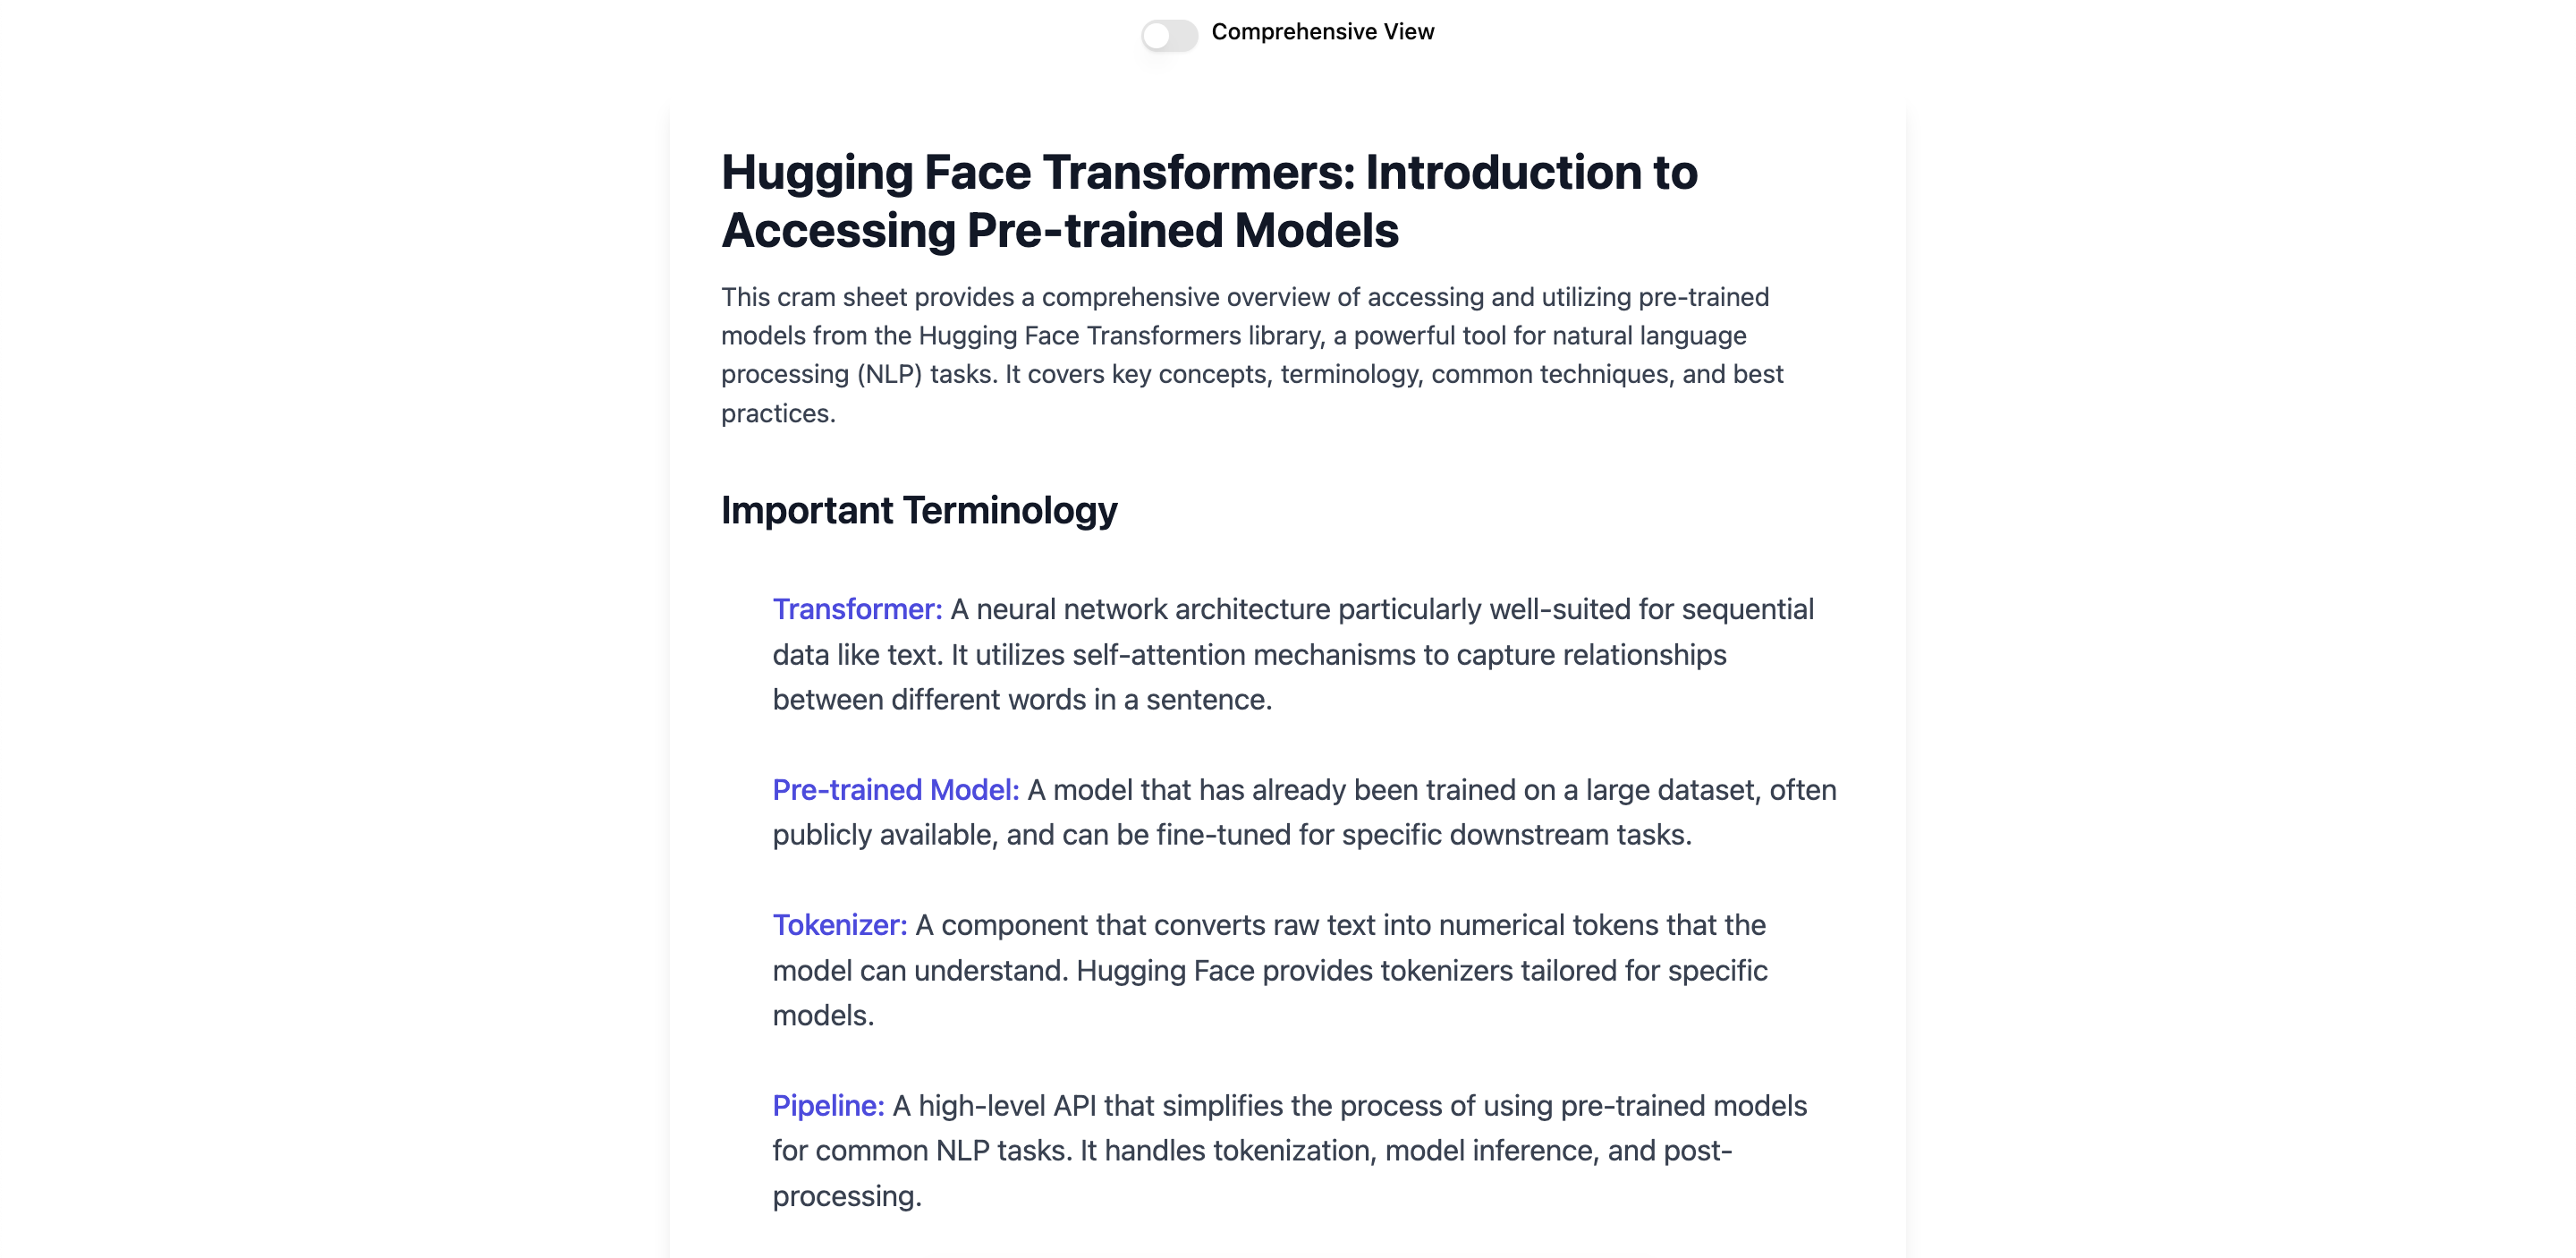 Comprehensive View
Hugging Face Transformers: Introduction to
Accessing Pre-trained Models
This cram sheet provides a comprehensive overview of accessing and utilizing pre-trained
models from the Hugging Face Transformers library, a powerful tool for natural language
processing (NLP) tasks. It covers key concepts, terminology, common techniques, and best
practices.
Important Terminology
Transformer: A neural network architecture particularly well-suited for sequential
data like text. It utilizes self-attention mechanisms to capture relationships
between different words in a sentence.
Pre-trained Model: A model that has already been trained on a large dataset, often
publicly available, and can be fine-tuned for specific downstream tasks.
Tokenizer: A component that converts raw text into numerical tokens that the
model can understand. Hugging Face provides tokenizers tailored for specific
models.
Pipeline: A high-level API that simplifies the process of using pre-trained models
for common NLP tasks. It handles tokenization, model inference, and post-
processing.